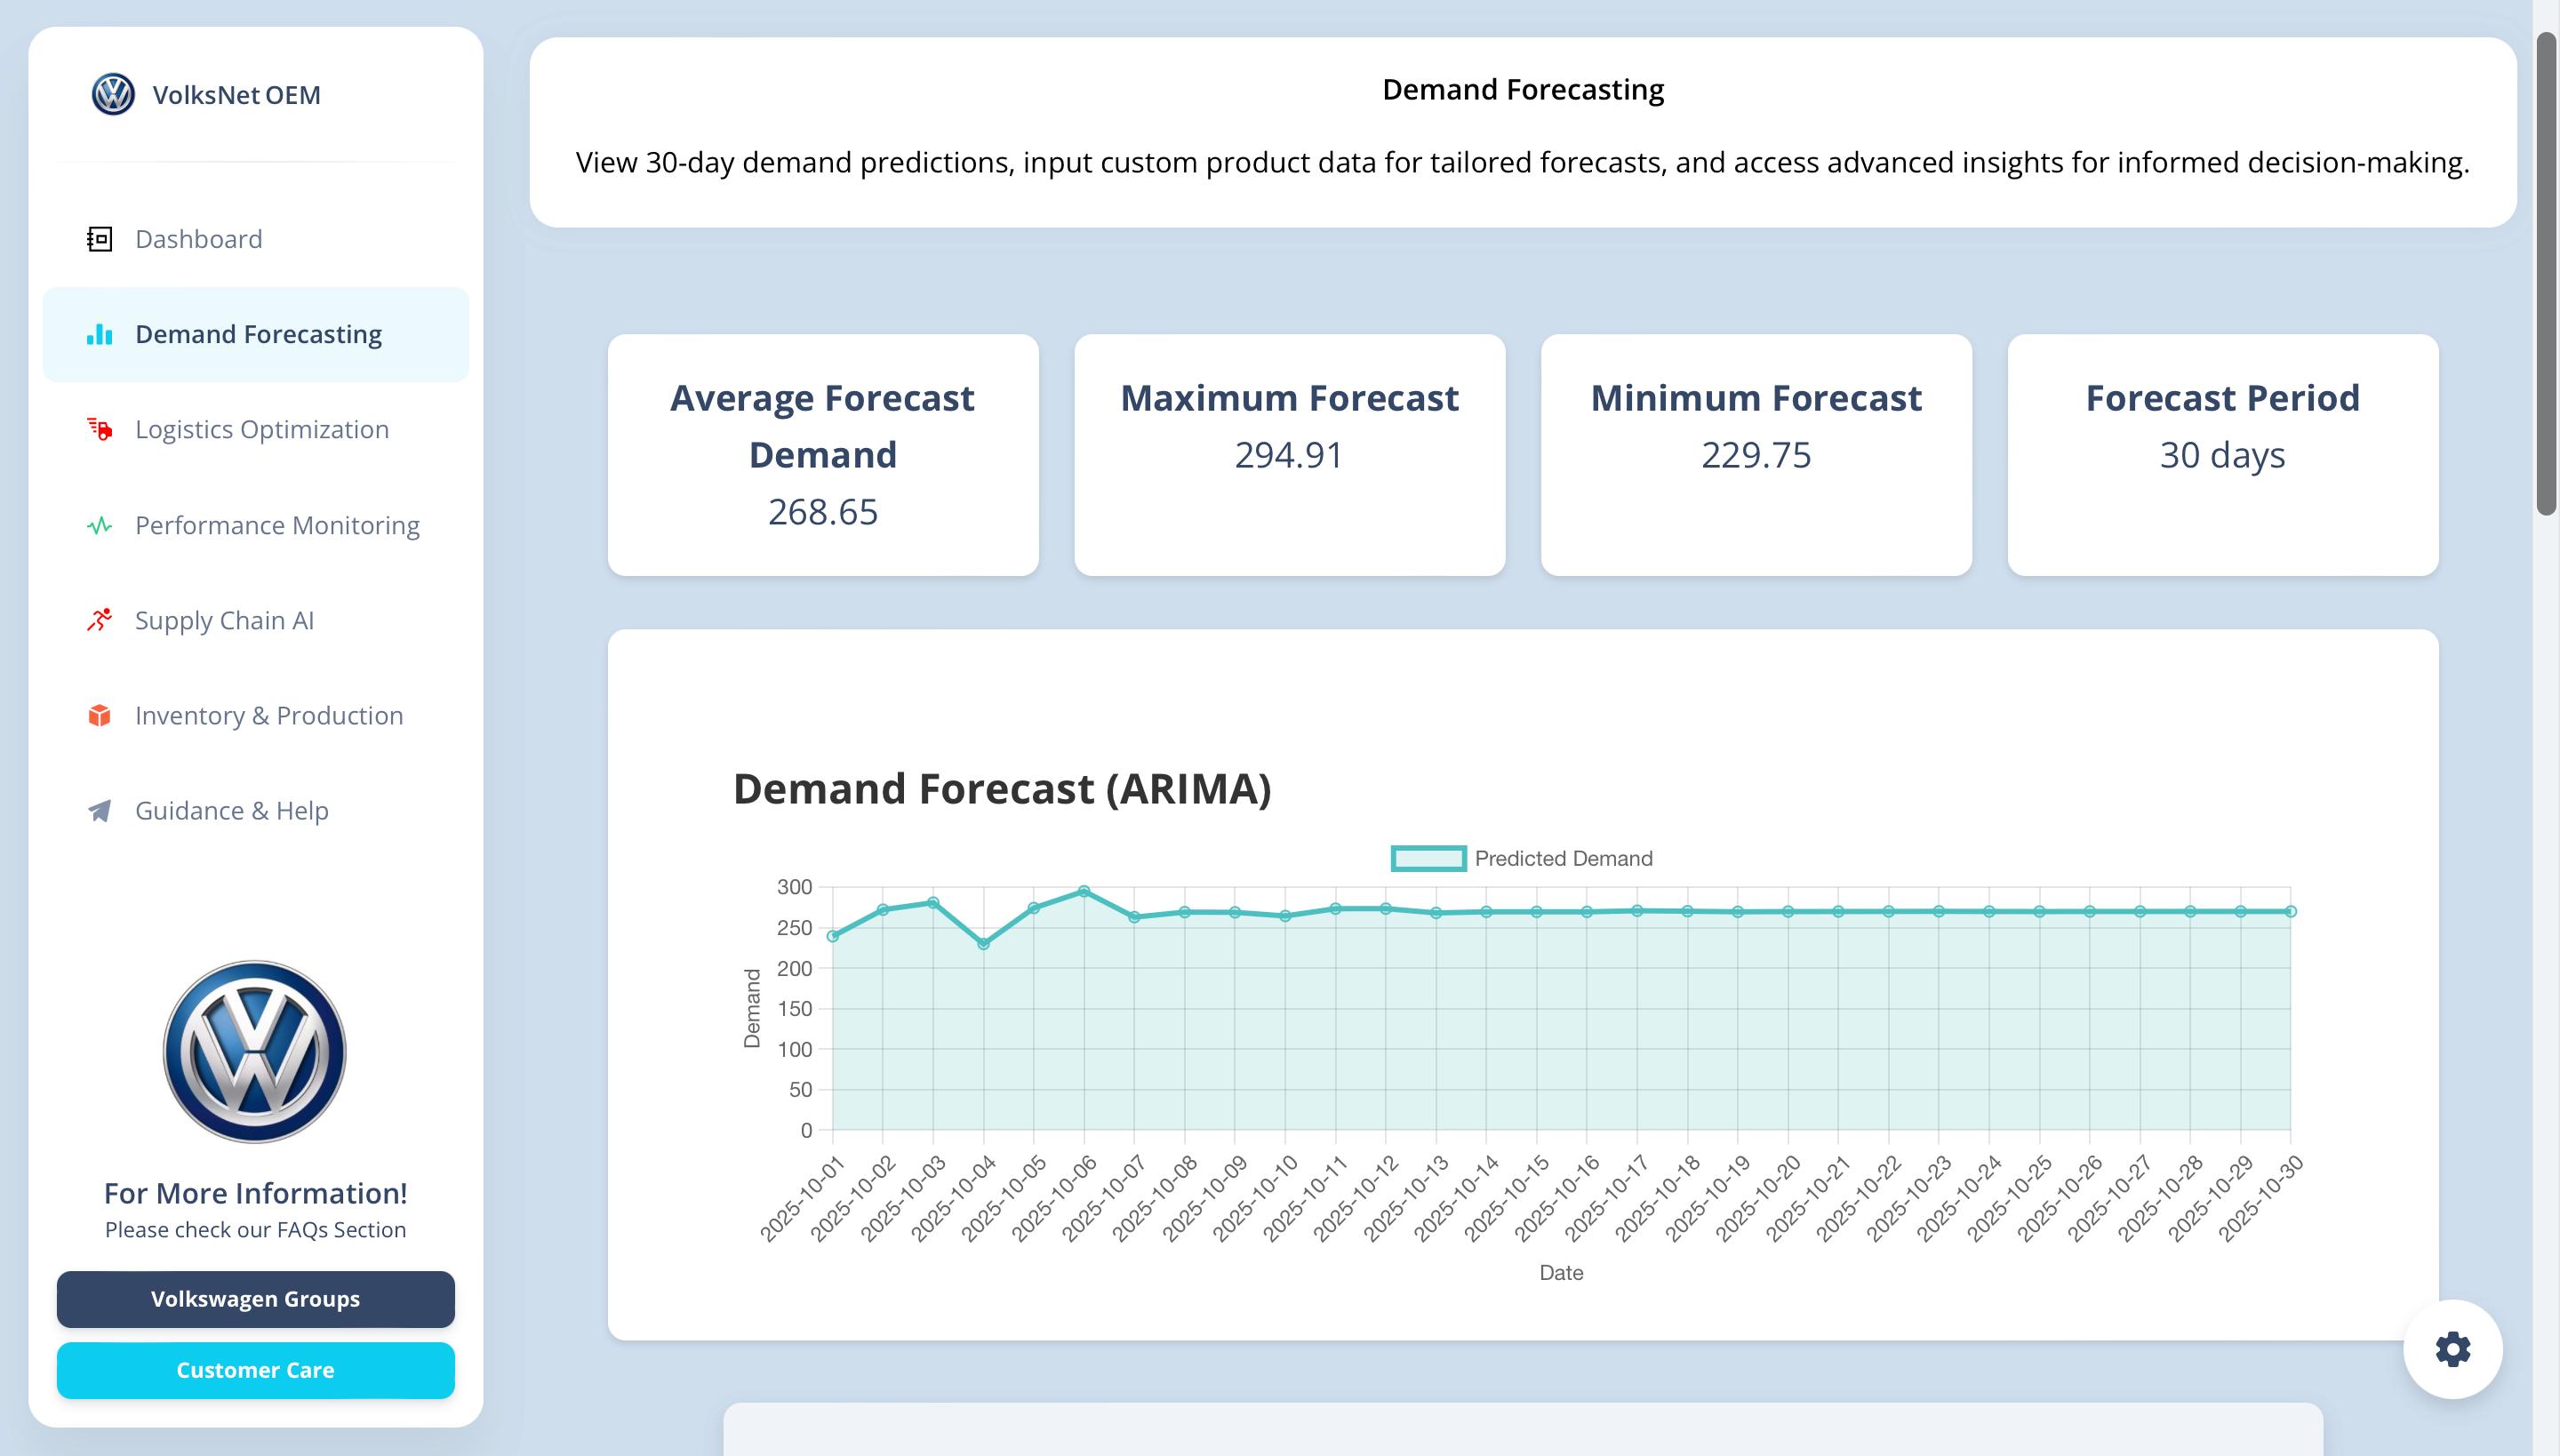 VolksNet OEM
Dashboard
Demand Forecasting
Logistics Optimization
Performance Monitoring
Supply Chain AI
Inventory & Production
Guidance & Help
For More Information!
Please check our FAQs Section
Volkswagen Groups
Customer Care
Demand Forecasting
View 30-day demand predictions, input custom product data for tailored forecasts, and access advanced insights for informed decision-making.
Average Forecast
Demand
268.65
Maximum Forecast
294.91
Minimum Forecast
229.75
Forecast Period
30 days
Demand Forecast (ARIMA)
Predicted Demand
Demand
300
250
200
150
100
50
0
2025-10-01
2025-10-02
2025-10-03
2025-10-04
2025-10-05
2025-10-06
2025-10-07
2025-10-08
2025-10-09
2025-10-10
2025-10-11
2025-10-12
2025-10-13
2025-10-14
2025-10-15
2025-10-16
2025-10-17
2025-10-18
2025-10-19
2025-10-20
2025-10-21
2025-10-22
2025-10-23
2025-10-24
2025-10-25
2025-10-26
2025-10-27
2025-10-28
2025-10-29
2025-10-30
Date